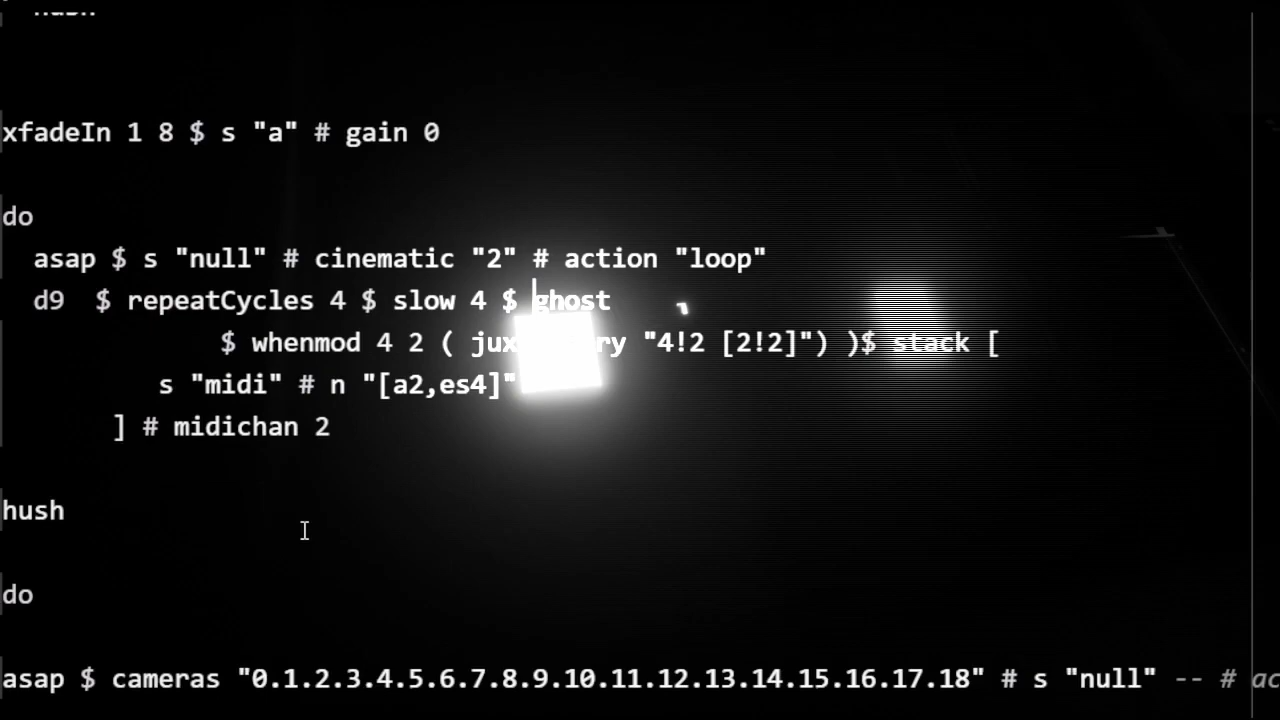 hush
xfadeIn 1 8 $ s "a" # gain 0
do
asap $ s "null" # cinematic "2" # action "loop"
d9 $ repeatCycles 4 $ slow 4 $ ghost
$ whenmod 4 2 ( jux ry "4!2 [2!2]") )$ stack [
s "midi" # n "[a2,es4]"
] # midichan 2
hush
do
asap $ cameras "0.1.2.3.4.5.6.7.8.9.10.11.12.13.14.15.16.17.18" # s "null" -- # ac